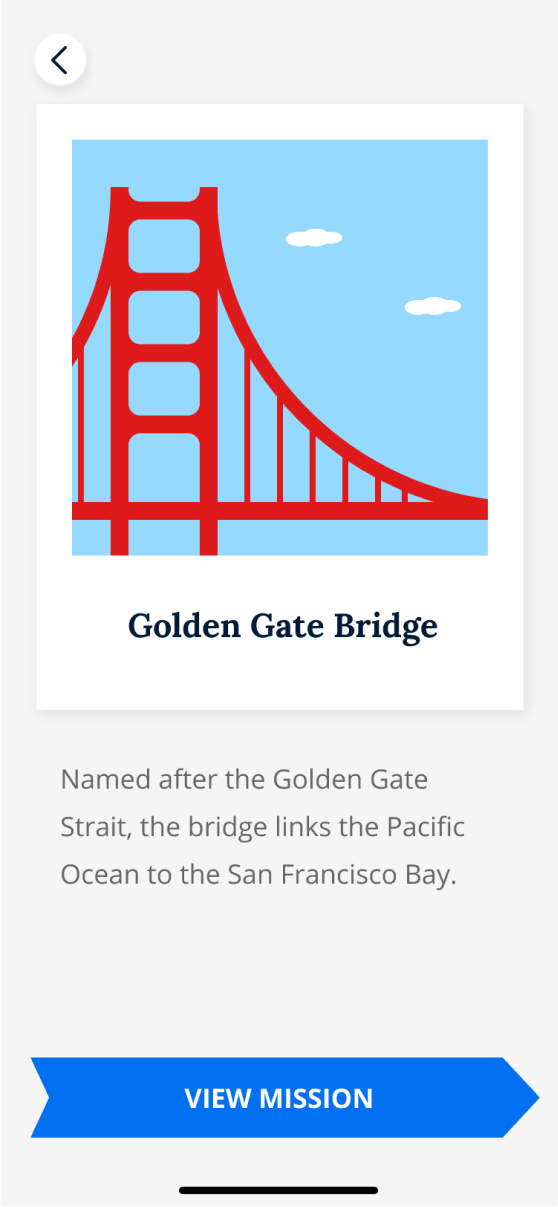 Golden Gate Bridge
Named after the Golden Gate
Strait, the bridge links the Pacific
Ocean to the San Francisco Bay.
VIEW MISSION